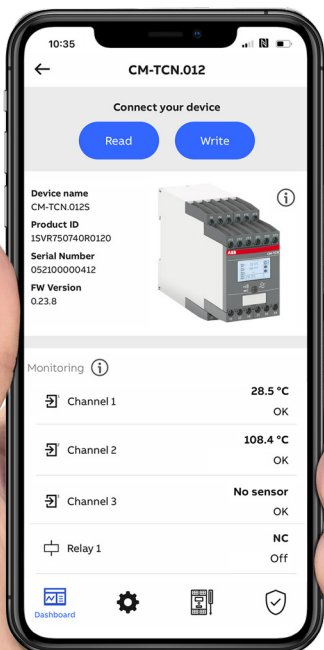 10:35
CM-TCN.012
Connect your device
Read
Write
Device name
CM-TCN.012S
Product ID
1SVR750740R0120
Serial Number
052100000412
FW Version
0.23.8
ABB
Monitoring
Channel 1
28.5 °C
OK
Channel 2
108.4 °C
OK
Channel 3
No sensor
OK
Relay 1
NC
Off
Dashboard